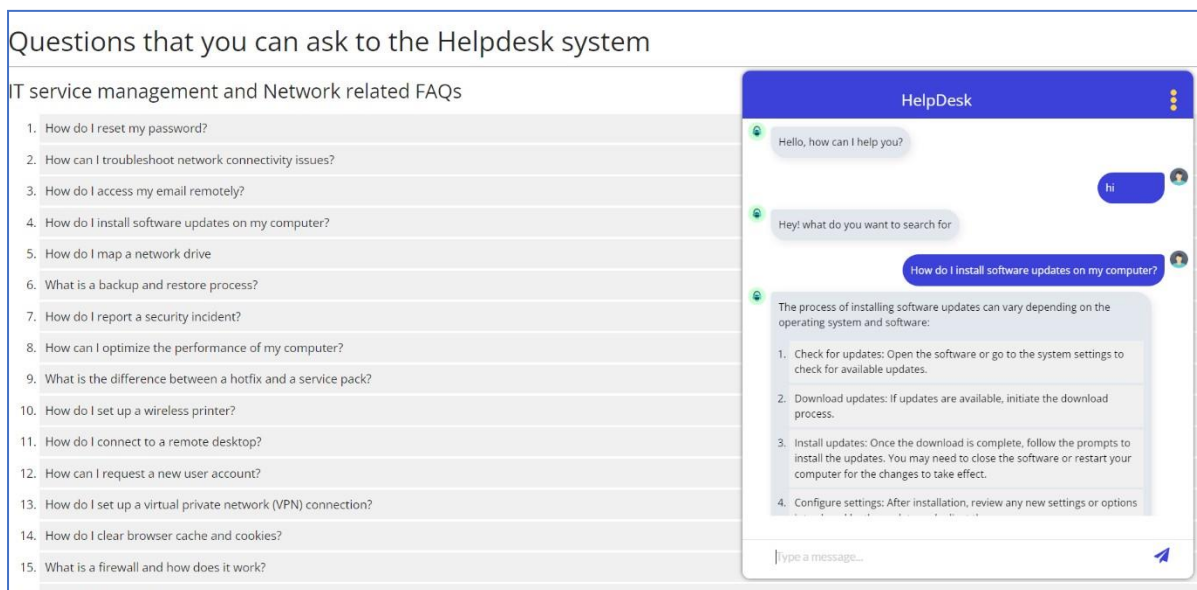 Questions that you can ask to the Helpdesk system
IT service management and Network related FAQs
1. How do I reset my password?
2. How can I troubleshoot network connectivity issues?
3. How do I access my email remotely?
4. How do I install software updates on my computer?
5. How do I map a network drive
6. What is a backup and restore process?
7. How do I report a security incident?
8. How can I optimize the performance of my computer?
9. What is the difference between a hotfix and a service pack?
10. How do I set up a wireless printer?
11. How do I connect to a remote desktop?
12. How can I request a new user account?
13. How do I set up a virtual private network (VPN) connection?
14. How do I clear browser cache and cookies?
15. What is a firewall and how does it work?
HelpDesk
Hello, how can I help you?
hi
Hey! what do you want to search for
How do I install software updates on my computer?
The process of installing software updates can vary depending on the
operating system and software:
1. Check for updates: Open the software or go to the system settings to
check for available updates.
2. Download updates: If updates are available, initiate the download
process.
3. Install updates: Once the download is complete, follow the prompts to
install the updates. You may need to close the software or restart your
computer for the changes to take effect.
4. Configure settings: After installation, review any new settings or options
Type a message...